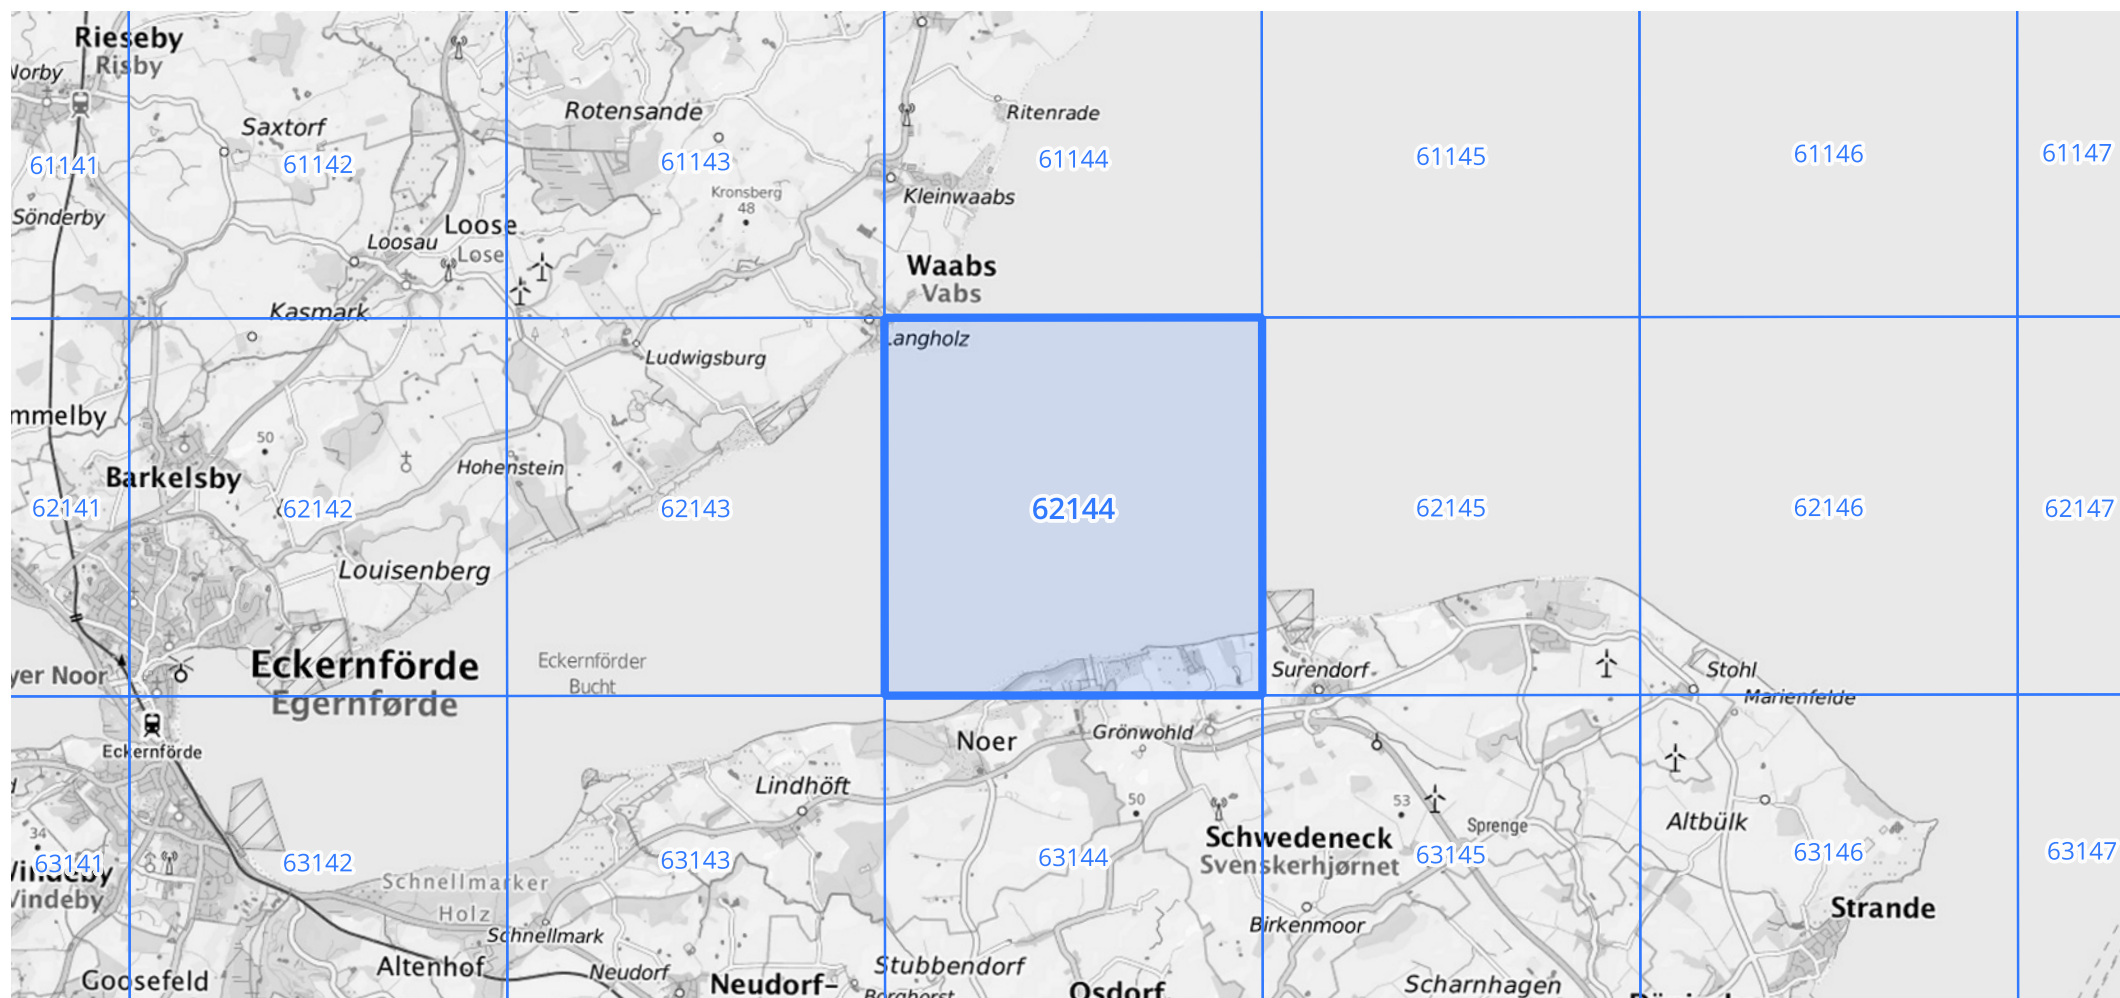 Rieseby
Risby
Norby
Saxtorf
Rotensande
Ritenrade
61141
61142
61143
61144
61145
61146
61147
Kronsberg
48
Kleinwaabs
Sönderby
Loose
Lose
Loosau
Waabs
Vabs
Kasmark
Langholz
Ludwigsburg
mmelby
50
Barkelsby
Hohenstein
62141
62142
62143
62144
62145
62146
62147
Louisenberg
Eckernförde
Egernførde
Eckernförder
Bucht
yer Noor
Surendorf
Stohl
Marienfelde
Eckernförde
Noer
Grönwohld
Lindhöft
50
53
34
Schwedeneck
Svenskerhjørnet
Sprenge
Altbülk
63141
63142
63143
63144
63145
63146
63147
Windeby
Vindeby
Schnellmarker
Holz
Schnellmark
Birkenmoor
Strande
Goosefeld
Altenhof
Neudorf
Neudorf-
Stubbendorf
Borghorst
Osdorf
Scharnhagen